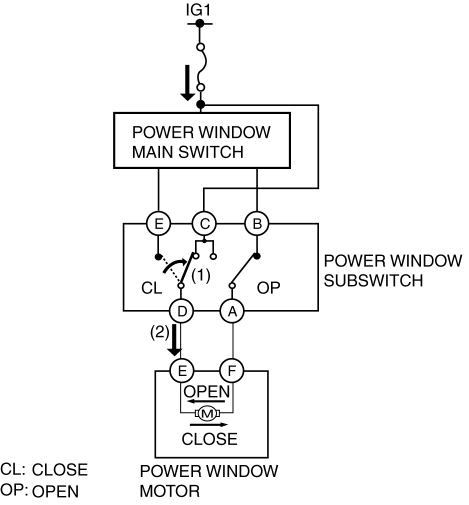 IG1
POWER WINDOW
MAIN SWITCH
E C B
CL (1) OP
POWER WINDOW
SUBSWITCH
D A
(2)
E F
OPEN
M
CLOSE
CL: CLOSE
OP: OPEN
POWER WINDOW
MOTOR